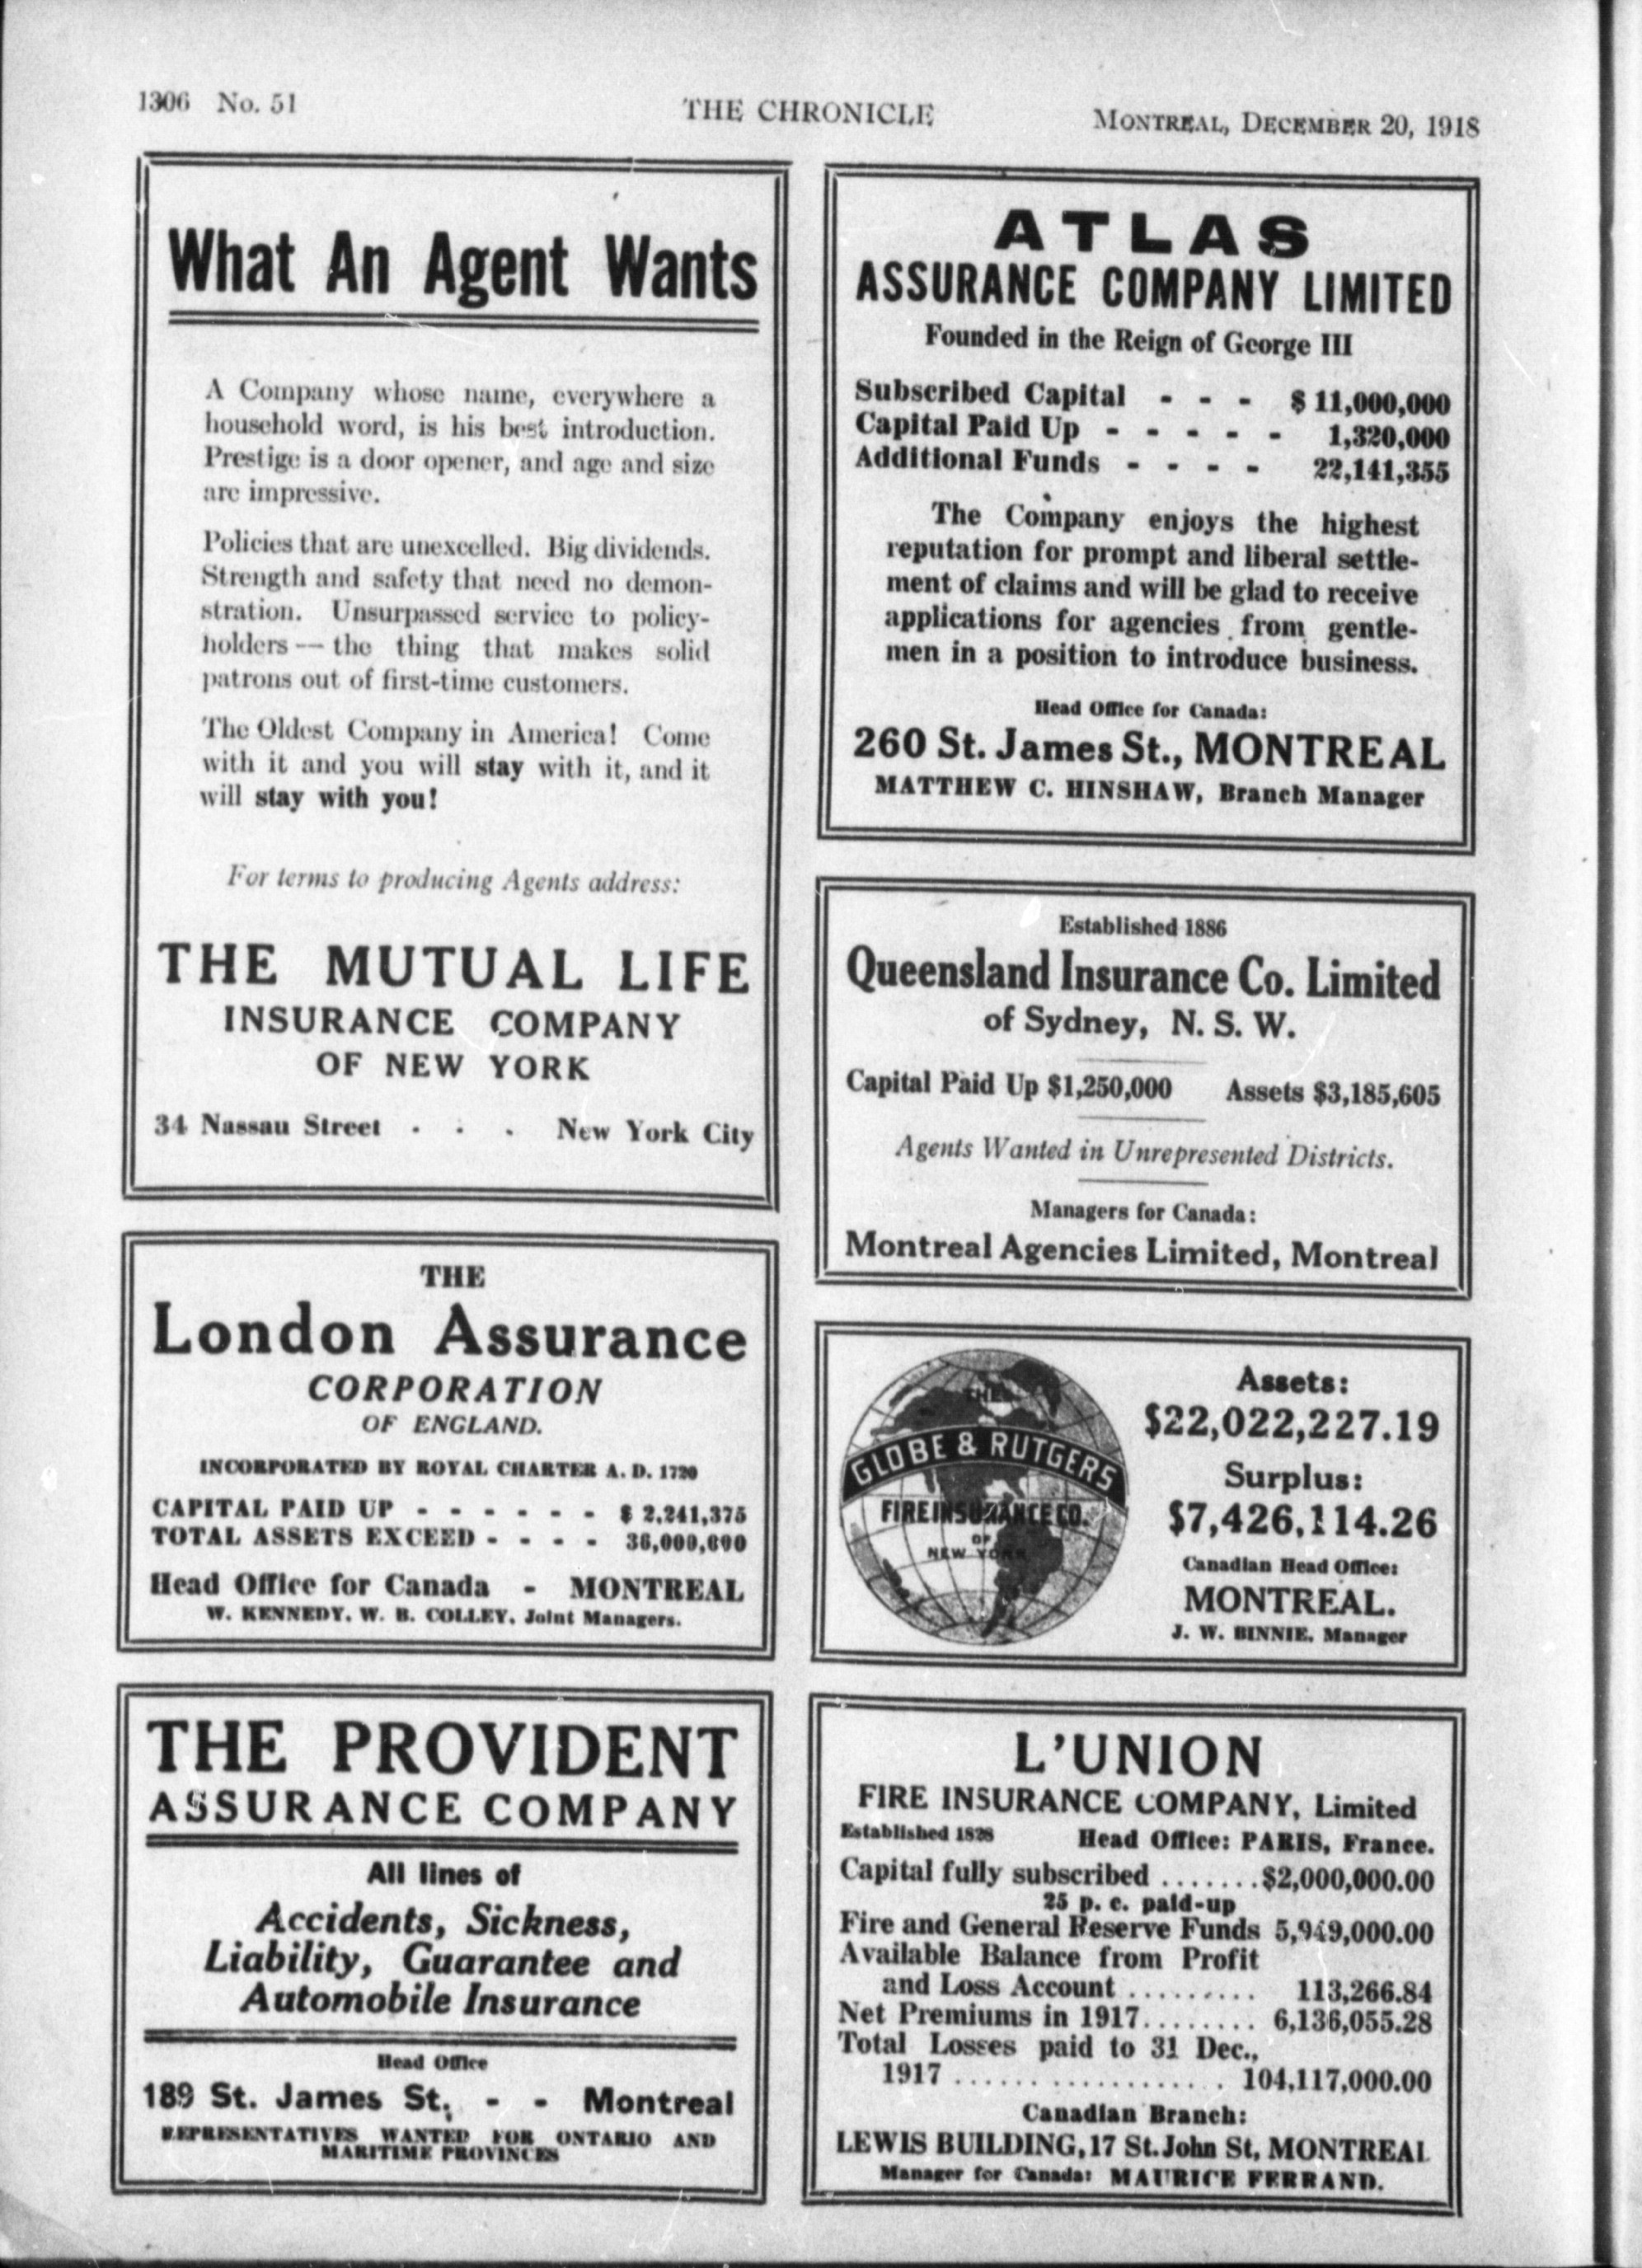 1306 No. 51
THE CHRONICLE
MONTREAL, DECEMBER 20, 1918
What An Agent Wants
A Company whose name, everywhere a
household word, is his best introduction.
Prestige is a door opener, and age and size
are impressive.
Policies that are unexcelled. Big dividends.
Strength and safety that need no demon-
stration. Unsurpassed service to policy-
holders — the thing that makes solid
patrons out of first-time customers.
The Oldest Company in America! Come
with it and you will stay with it, and it
will stay with you!
For terms to producing Agents address:
THE MUTUAL LIFE
INSURANCE COMPANY
OF NEW YORK
34 Nassau Street . . . New York City
THE
London Assurance
CORPORATION
OF ENGLAND.
INCORPORATED BY ROYAL CHARTER A. D. 1720
CAPITAL PAID UP - - - - - - $ 2,241,375
TOTAL ASSETS EXCEED - - - - 36,000,000
Head Office for Canada - MONTREAL
W. KENNEDY, W. B. COLLEY, Joint Managers.
THE PROVIDENT
ASSURANCE COMPANY
All lines of
Accidents, Sickness,
Liability, Guarantee and
Automobile Insurance
Head Office
189 St. James St. - - Montreal
REPRESENTATIVES WANTED FOR ONTARIO AND
MARITIME PROVINCES
ATLAS
ASSURANCE COMPANY LIMITED
Founded in the Reign of George III
Subscribed Capital - - - $ 11,000,000
Capital Paid Up - - - - - 1,320,000
Additional Funds - - - - 22,141,355
The Company enjoys the highest
reputation for prompt and liberal settle-
ment of claims and will be glad to receive
applications for agencies from gentle-
men in a position to introduce business.
Head Office for Canada:
260 St. James St., MONTREAL
MATTHEW C. HINSHAW, Branch Manager
Established 1886
Queensland Insurance Co. Limited
of Sydney, N. S. W.
Capital Paid Up $1,250,000 Assets $3,185,605
Agents Wanted in Unrepresented Districts.
Managers for Canada:
Montreal Agencies Limited, Montreal
THE
GLOBE & RUTGERS
FIRE INSURANCE CO.
OF
NEW YORK
Assets:
$22,022,227.19
Surplus:
$7,426,114.26
Canadian Head Office:
MONTREAL.
J. W. BINNIE, Manager
L'UNION
FIRE INSURANCE COMPANY, Limited
Established 1828 Head Office: PARIS, France.
Capital fully subscribed .......$2,000,000.00
25 p. c. paid-up
Fire and General Reserve Funds 5,949,000.00
Available Balance from Profit
and Loss Account ......... 113,266.84
Net Premiums in 1917........ 6,136,055.28
Total Losses paid to 31 Dec.,
1917 ..................... 104,117,000.00
Canadian Branch:
LEWIS BUILDING, 17 St. John St, MONTREAL
Manager for Canada: MAURICE FERRAND.